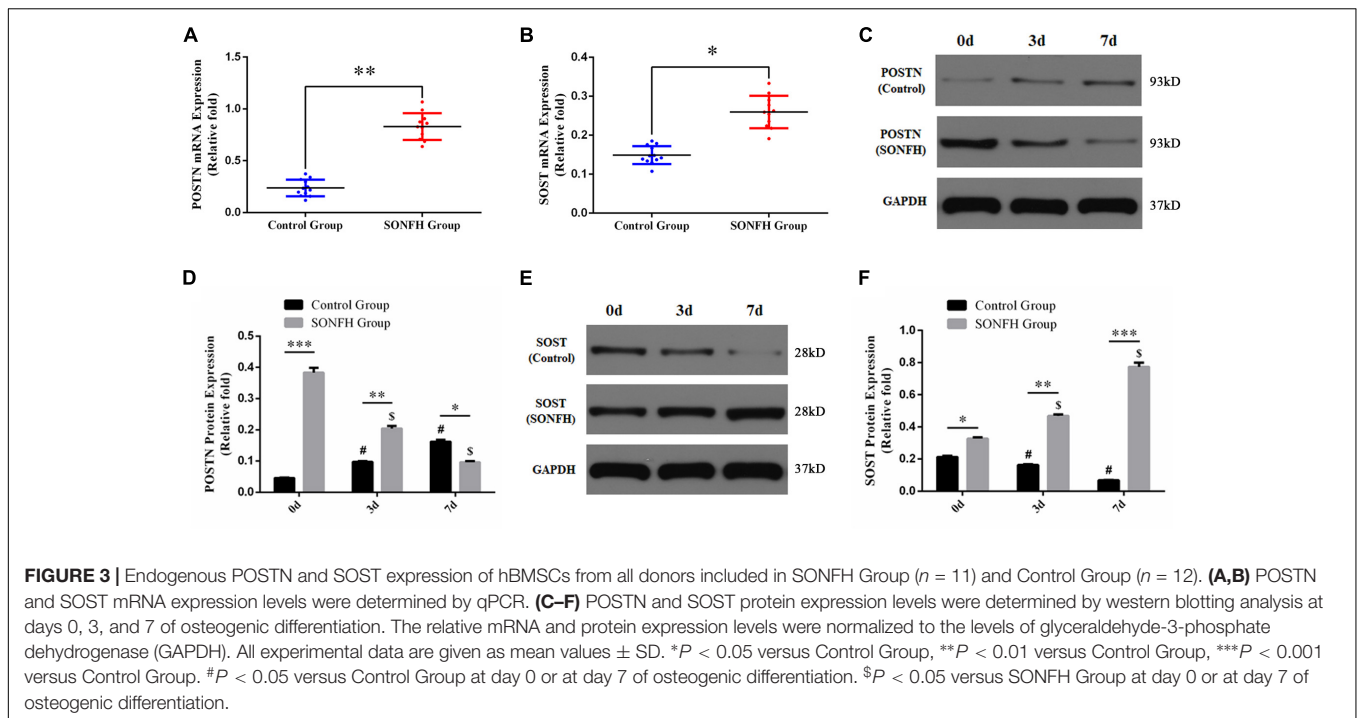 A
POSTN mRNA Expression
(Relative fold)
1.5
1.0
0.5
0.0
**
Control Group
SONFH Group
B
SOST mRNA Expression
(Relative fold)
0.4
0.3
0.2
0.1
0.0
*
Control Group
SONFH Group
C
0d 3d 7d
POSTN
(Control)
93kD
POSTN
(SONFH)
93kD
GAPDH
37kD
D
Control Group
SONFH Group
POSTN Protein Expression
(Relative fold)
0.5
0.4
0.3
0.2
0.1
0.0
***
**
*
# $
# $
0d 3d 7d
E
0d 3d 7d
SOST
(Control)
28kD
SOST
(SONFH)
28kD
GAPDH
37kD
F
Control Group
SONFH Group
SOST Protein Expression
(Relative fold)
1.0
0.8
0.6
0.4
0.2
0.0
*
**
***
# $
# $
0d 3d 7d
FIGURE 3 | Endogenous POSTN and SOST expression of hBMSCs from all donors included in SONFH Group (n = 11) and Control Group (n = 12). (A,B) POSTN
and SOST mRNA expression levels were determined by qPCR. (C–F) POSTN and SOST protein expression levels were determined by western blotting analysis at
days 0, 3, and 7 of osteogenic differentiation. The relative mRNA and protein expression levels were normalized to the levels of glyceraldehyde-3-phosphate
dehydrogenase (GAPDH). All experimental data are given as mean values ± SD. *P < 0.05 versus Control Group, **P < 0.01 versus Control Group, ***P < 0.001
versus Control Group. #P < 0.05 versus Control Group at day 0 or at day 7 of osteogenic differentiation. $P < 0.05 versus SONFH Group at day 0 or at day 7 of
osteogenic differentiation.